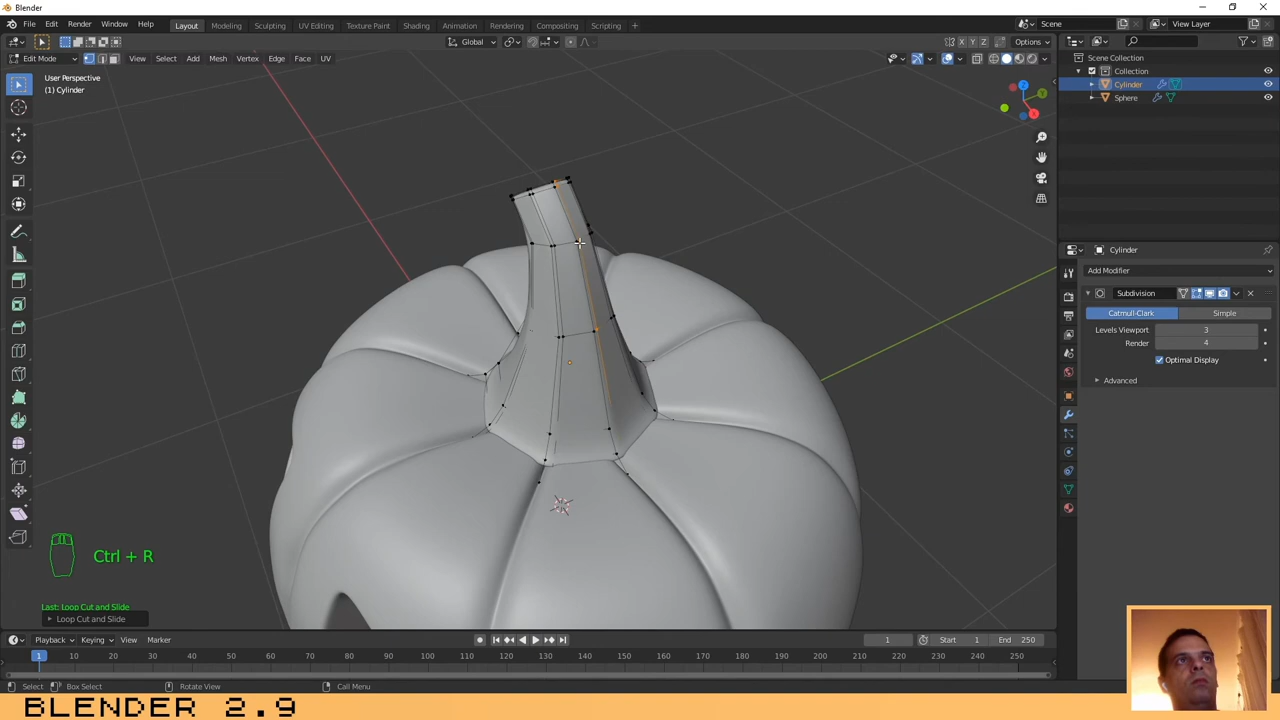 Blender
File Edit Render Window Help Layout Modeling Sculpting UV Editing Texture Paint Shading Animation Rendering Compositing Scripting Scene View Layer
Global X Y Z Options
Edit Mode View Select Add Mesh Vertex Edge Face UV
User Perspective
(1) Cylinder
Scene Collection
Collection
Cylinder
Sphere
Cylinder
Add Modifier
Subdivision
Catmull-Clark Simple
Levels Viewport 3
Render 4
Optimal Display
Advanced
Ctrl + R
Last: Loop Cut and Slide
Loop Cut and Slide
Playback Keying View Marker 1 Start 1 End 250
1 10 20 30 40 50 60 70 80 90 100 110 120 130 140 150 160 170 180 190 200 210 220 230 240 250
Select Box Select Rotate View Call Menu
BLENDER 2.9